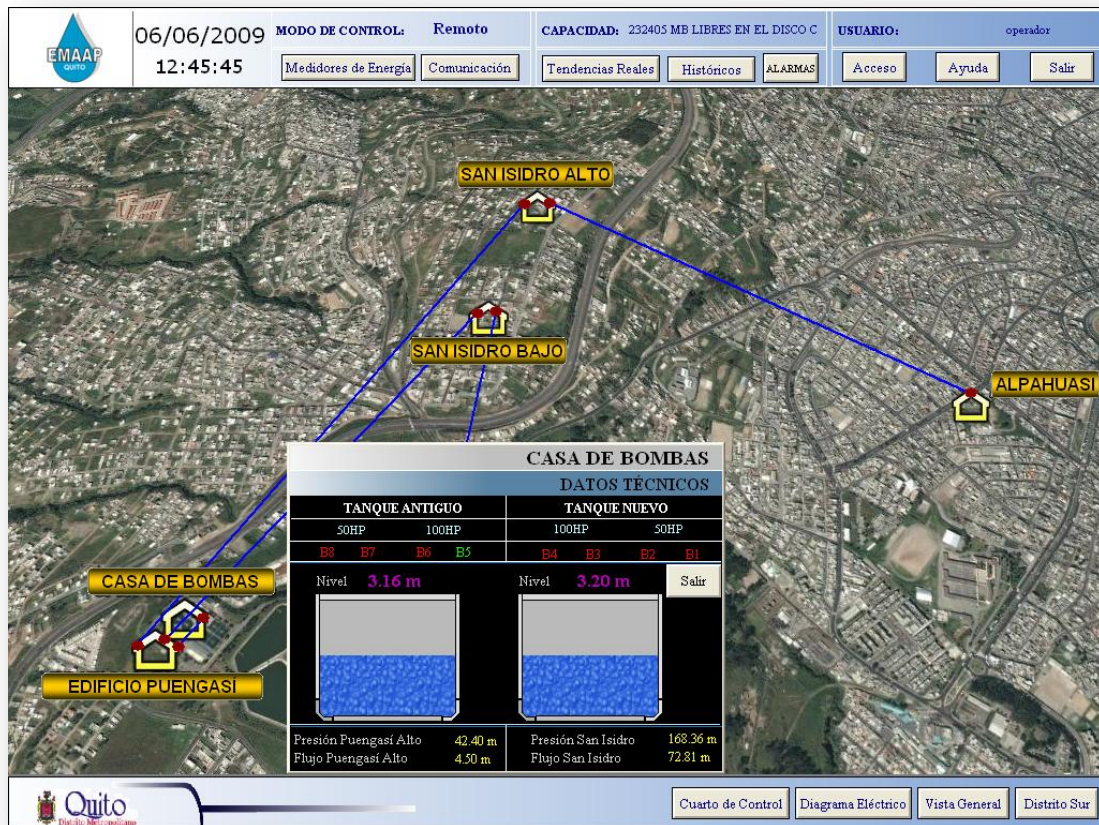 EMAAP
QUITO
06/06/2009
12:45:45
MODO DE CONTROL: Remoto
Medidores de Energía Comunicación
CAPACIDAD: 232405 MB LIBRES EN EL DISCO C
Tendencias Reales Históricos ALARMAS
USUARIO: operador
Acceso Ayuda Salir
SAN ISIDRO ALTO
SAN ISIDRO BAJO
ALPAHUASI
CASA DE BOMBAS
EDIFICIO PUENGASÍ
CASA DE BOMBAS
DATOS TÉCNICOS
TANQUE ANTIGUO TANQUE NUEVO
50HP 100HP 100HP 50HP
B8 B7 B6 B5 B4 B3 B2 B1
Nivel 3.16 m Nivel 3.20 m Salir
Presión Puengasí Alto 42.40 m Presión San Isidro 168.36 m
Flujo Puengasí Alto 4.50 m Flujo San Isidro 72.81 m
Quito
Distrito Metropolitano
Cuarto de Control Diagrama Eléctrico Vista General Distrito Sur